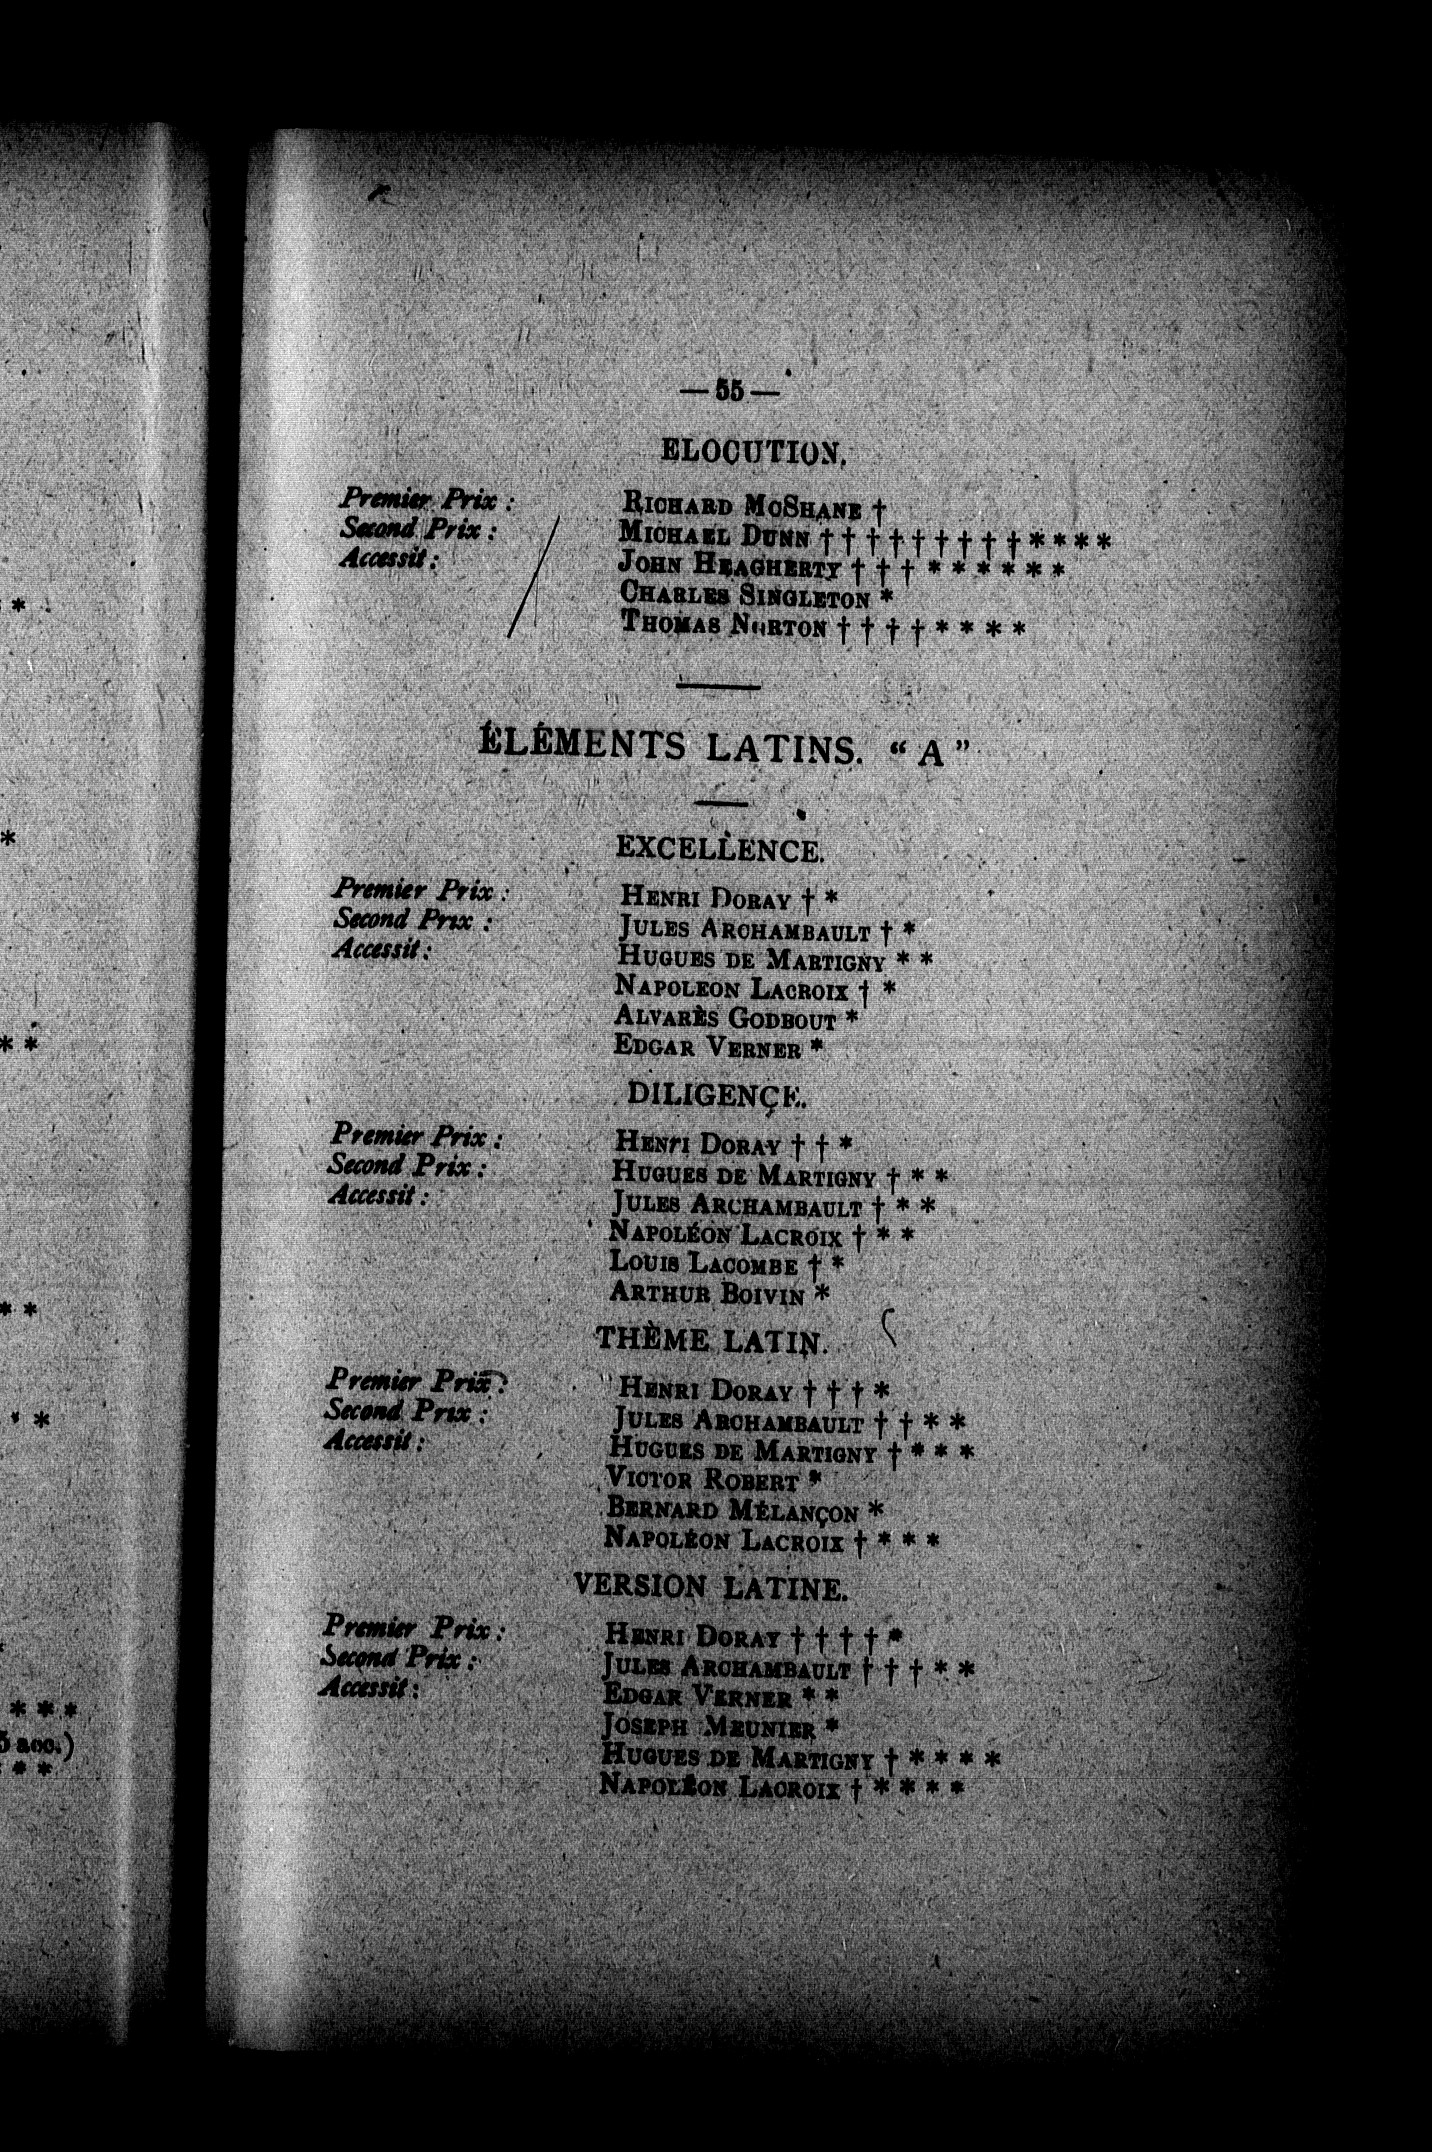 — 55 —
ELOCUTION.
Premier Prix : RICHARD MCSHANE †
Second Prix : MICHAEL DUNN † † † † † † † † † * * * *
Accessit : JOHN HEAGHERTY † † † * * * * * *
CHARLES SINGLETON *
THOMAS NORTON † † † † * * * *
ÉLÉMENTS LATINS. “ A ”
EXCELLENCE.
Premier Prix : HENRI DORAY † *
Second Prix : JULES ARCHAMBAULT † *
Accessit : HUGUES DE MARTIGNY * *
NAPOLEON LACROIX † *
ALVARÈS GODBOUT *
EDGAR VERNER *
DILIGENCE.
Premier Prix : HENRI DORAY † † *
Second Prix : HUGUES DE MARTIGNY † * *
Accessit : JULES ARCHAMBAULT † * *
NAPOLÉON LACROIX † * *
LOUIS LACOMBE † *
ARTHUR BOIVIN *
THÈME LATIN.
Premier Prix : HENRI DORAY † † † *
Second Prix : JULES ARCHAMBAULT † † * *
Accessit : HUGUES DE MARTIGNY † * * *
VICTOR ROBERT *
BERNARD MÉLANÇON *
NAPOLÉON LACROIX † * * *
VERSION LATINE.
Premier Prix : HENRI DORAY † † † † *
Second Prix : JULES ARCHAMBAULT † † † * *
Accessit : EDGAR VERNER * *
JOSEPH MEUNIER *
HUGUES DE MARTIGNY † * * * *
NAPOLÉON LACROIX † * * * *